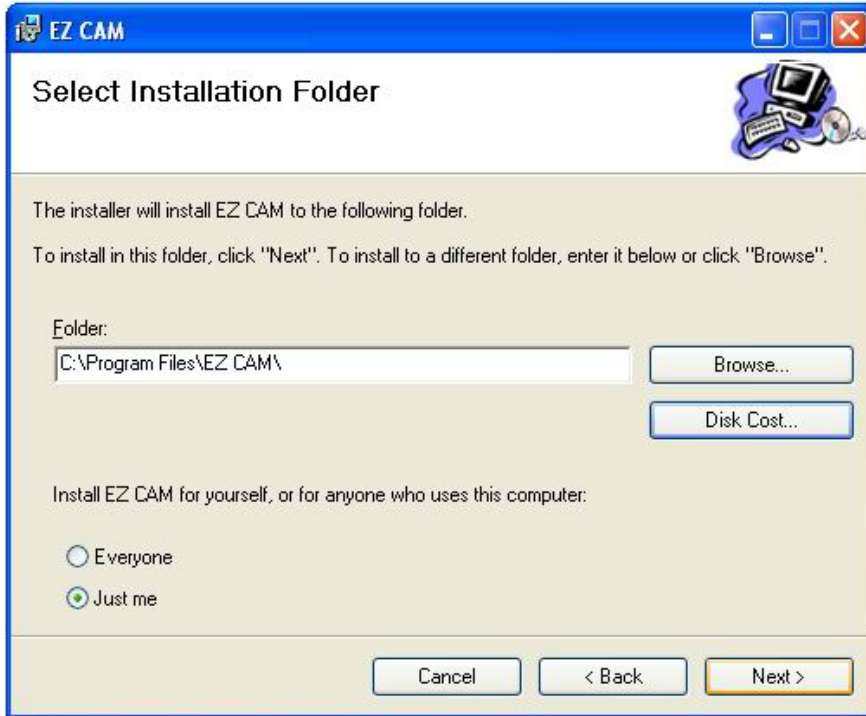 EZ CAM
Select Installation Folder
The installer will install EZ CAM to the following folder.
To install in this folder, click "Next". To install to a different folder, enter it below or click "Browse".
Folder:
C:\Program Files\EZ CAM\
Browse...
Disk Cost...
Install EZ CAM for yourself, or for anyone who uses this computer:
Everyone
Just me
Cancel
< Back
Next >